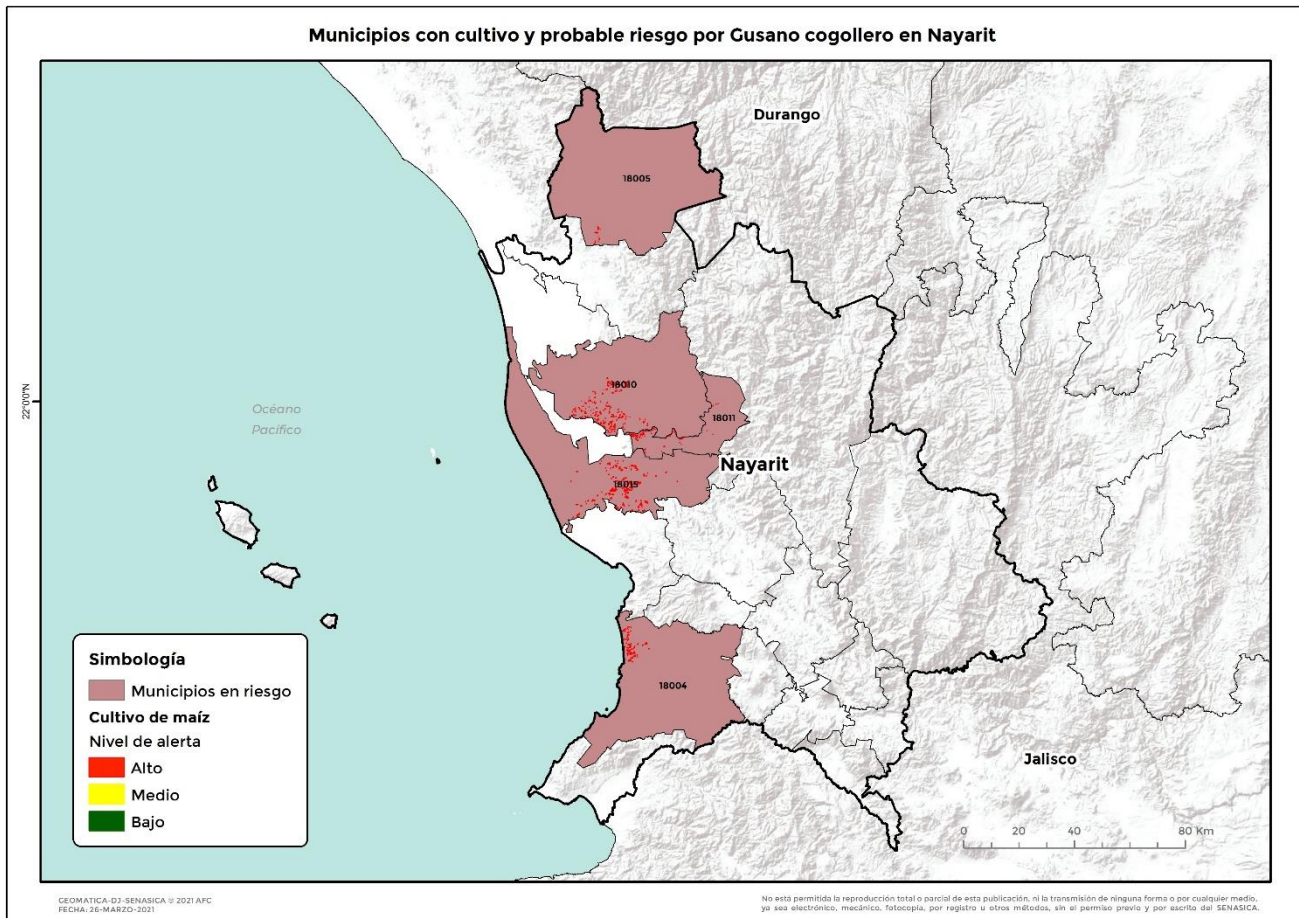 Municipios con cultivo y probable riesgo por Gusano cogollero en Nayarit
Durango
18005
22°0'0"N
Océano
Pacífico
18010
18011
Nayarit
18015
18004
Jalisco
Simbología
Municipios en riesgo
Cultivo de maíz
Nivel de alerta
Alto
Medio
Bajo
0 20 40 80 Km
GEOMATICA-DJ-SENASICA © 2021 AFC
FECHA: 26-MARZO-2021
No está permitida la reproducción total o parcial de esta publicación, ni la transmisión de ninguna forma o por cualquier medio,
ya sea electrónico, mecánico, fotocopia, por registro u otros métodos, sin el permiso previo y por escrito del SENASICA.